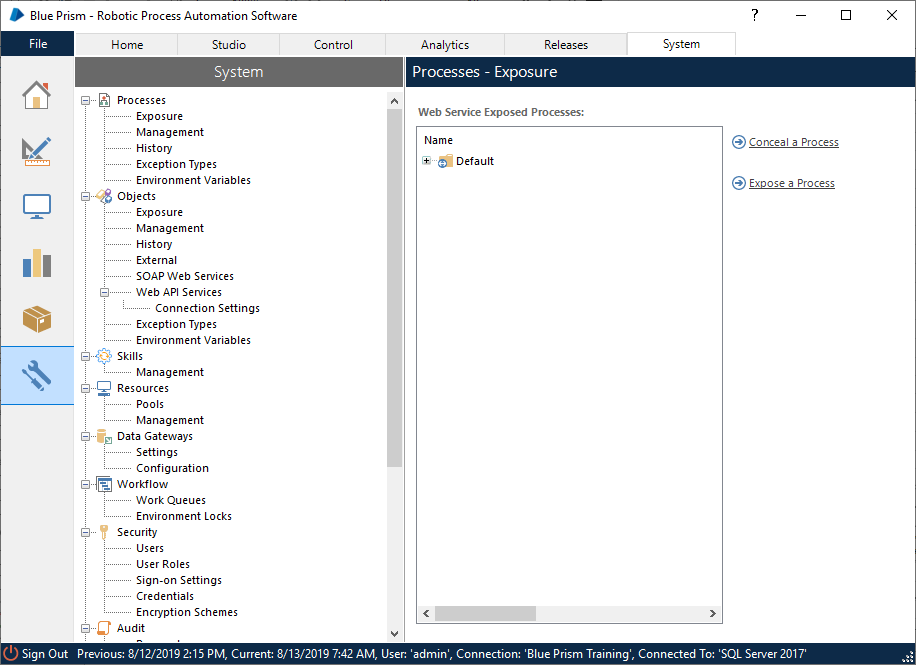 Blue Prism - Robotic Process Automation Software
File Home Studio Control Analytics Releases System
System
Processes - Exposure
Processes
Exposure
Management
History
Exception Types
Environment Variables
Objects
Exposure
Management
History
External
SOAP Web Services
Web API Services
Connection Settings
Exception Types
Environment Variables
Skills
Management
Resources
Pools
Management
Data Gateways
Settings
Configuration
Workflow
Work Queues
Environment Locks
Security
Users
User Roles
Sign-on Settings
Credentials
Encryption Schemes
Audit
Web Service Exposed Processes:
Name
Default
Conceal a Process
Expose a Process
Sign Out Previous: 8/12/2019 2:15 PM, Current: 8/13/2019 7:42 AM, User: 'admin', Connection: 'Blue Prism Training', Connected To: 'SQL Server 2017'